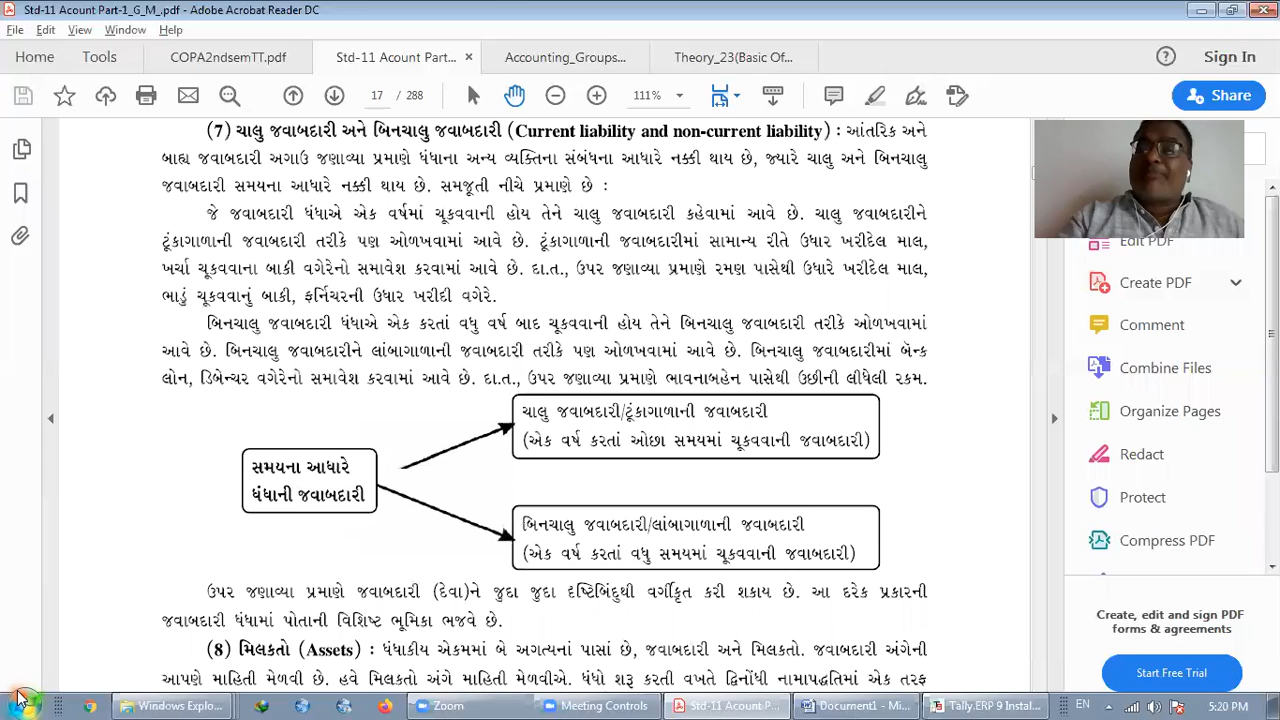 Std-11 Acount Part-1_G_M_.pdf - Adobe Acrobat Reader DC
File Edit View Window Help
Home Tools COPA2ndsemTT.pdf Std-11 Acount Part... × Accounting_Groups... Theory_23(Basic Of... Sign In
17 / 288 111% Share
(7) ચાલુ જવાબદારી અને બિનચાલુ જવાબદારી (Current liability and non-current liability) : આંતરિક અને
બાહ્ય જવાબદારી અગાઉ જણાવ્યા પ્રમાણે ધંધાના અન્ય વ્યક્તિના સંબંધના આધારે નક્કી થાય છે, જ્યારે ચાલુ અને બિનચાલુ
જવાબદારી સમયના આધારે નક્કી થાય છે. સમજૂતી નીચે પ્રમાણે છે :
જે જવાબદારી ધંધાએ એક વર્ષમાં ચૂકવવાની હોય તેને ચાલુ જવાબદારી કહેવામાં આવે છે. ચાલુ જવાબદારીને
ટૂંકાગાળાની જવાબદારી તરીકે પણ ઓળખવામાં આવે છે. ટૂંકાગાળાની જવાબદારીમાં સામાન્ય રીતે ઉધાર ખરીદેલ માલ,
ખર્ચા ચૂકવવાના બાકી વગેરેનો સમાવેશ કરવામાં આવે છે. દા.ત., ઉપર જણાવ્યા પ્રમાણે રમણ પાસેથી ઉધારે ખરીદેલ માલ,
ભાડું ચૂકવવાનું બાકી, ફર્નિચરની ઉધાર ખરીદી વગેરે.
બિનચાલુ જવાબદારી ધંધાએ એક કરતાં વધુ વર્ષ બાદ ચૂકવવાની હોય તેને બિનચાલુ જવાબદારી તરીકે ઓળખવામાં
આવે છે. બિનચાલુ જવાબદારીને લાંબાગાળાની જવાબદારી તરીકે પણ ઓળખવામાં આવે છે. બિનચાલુ જવાબદારીમાં બૅન્ક
લોન, ડિબેન્ચર વગેરેનો સમાવેશ કરવામા આવે છે. દા.ત., ઉપર જણાવ્યા પ્રમાણે ભાવનાબહેન પાસેથી ઉછીની લીધેલી રકમ.
ચાલુ જવાબદારી/ટૂંકાગાળાની જવાબદારી
(એક વર્ષ કરતાં ઓછા સમયમાં ચૂકવવાની જવાબદારી)
સમયના આધારે
ધંધાની જવાબદારી
બિનચાલુ જવાબદારી/લાંબાગાળાની જવાબદારી
(એક વર્ષ કરતાં વધુ સમયમાં ચૂકવવાની જવાબદારી)
ઉપર જણાવ્યા પ્રમાણે જવાબદારી (દેવા)ને જુદા જુદા દૃષ્ટિબિંદુથી વર્ગીકૃત કરી શકાય છે. આ દરેક પ્રકારની
જવાબદારી ધંધામાં પોતાની વિશિષ્ટ ભૂમિકા ભજવે છે.
(8) મિલકતો (Assets) : ધંધાકીય એકમમાં બે અગત્યનાં પાસાં છે, જવાબદારી અને મિલકતો. જવાબદારી અંગેની
આપણે માહિતી મેળવી છે. હવે મિલકતો અંગે માહિતી મેળવીએ. ધંધો શરૂ કરતી વખતે દ્વિનોંધી નામાપદ્ધતિમાં એક તરફ
Edit PDF
Create PDF
Comment
Combine Files
Organize Pages
Redact
Protect
Compress PDF
Create, edit and sign PDF
forms & agreements
Start Free Trial
Windows Explo... Zoom Meeting Controls Std-11 Acount P... Document1 - Mi... Tally.ERP 9 Instal... EN 5:20 PM